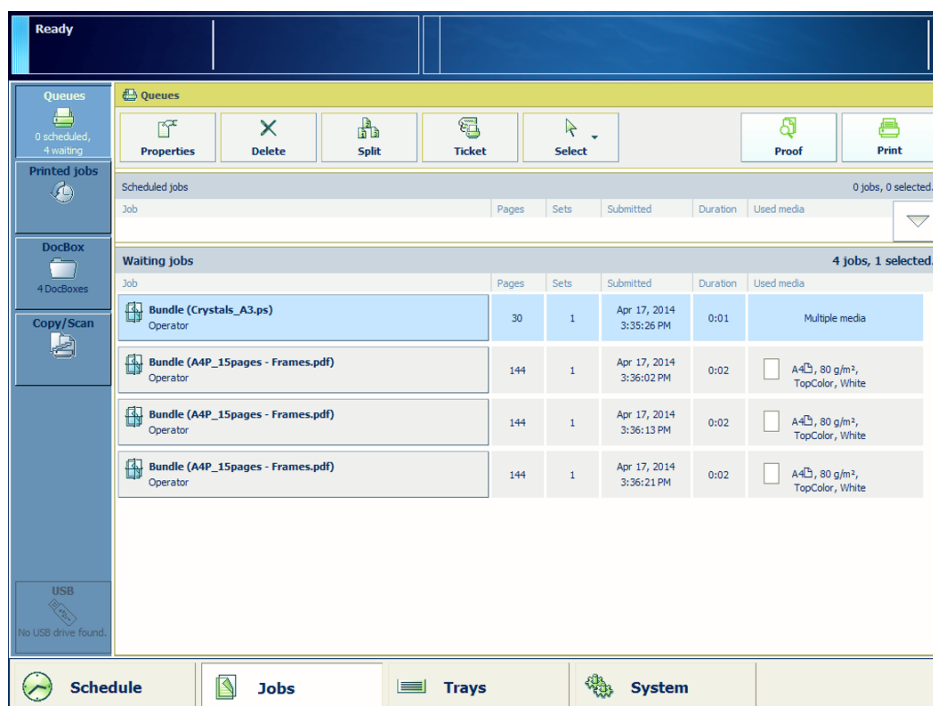 Ready
Queues
0 scheduled,
4 waiting
Printed jobs
DocBox
4 DocBoxes
Copy/Scan
USB
No USB drive found.
Queues
Properties
Delete
Split
Ticket
Select
Proof
Print
Scheduled jobs
0 jobs, 0 selected.
Job Pages Sets Submitted Duration Used media
Waiting jobs
4 jobs, 1 selected.
Job Pages Sets Submitted Duration Used media
Bundle (Crystals_A3.ps)
Operator
30
1
Apr 17, 2014
3:35:26 PM
0:01
Multiple media
Bundle (A4P_15pages - Frames.pdf)
Operator
144
1
Apr 17, 2014
3:36:02 PM
0:02
A4, 80 g/m²,
TopColor, White
Bundle (A4P_15pages - Frames.pdf)
Operator
144
1
Apr 17, 2014
3:36:13 PM
0:02
A4, 80 g/m²,
TopColor, White
Bundle (A4P_15pages - Frames.pdf)
Operator
144
1
Apr 17, 2014
3:36:21 PM
0:02
A4, 80 g/m²,
TopColor, White
Schedule
Jobs
Trays
System